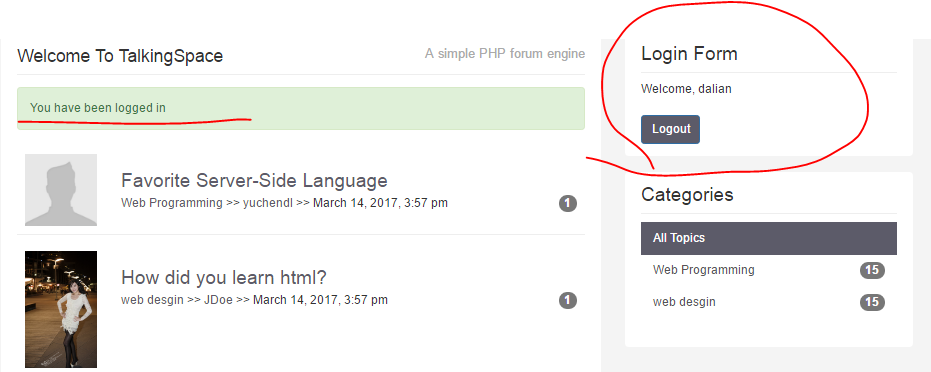 Welcome To TalkingSpace
A simple PHP forum engine
You have been logged in
Favorite Server-Side Language
Web Programming >> yuchendl >> March 14, 2017, 3:57 pm
1
How did you learn html?
web desgin >> JDoe >> March 14, 2017, 3:57 pm
1
Login Form
Welcome, dalian
Logout
Categories
All Topics
Web Programming 15
web desgin 15